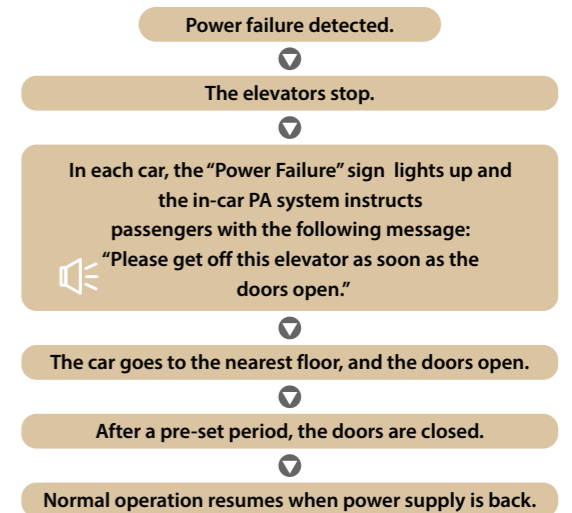 Power failure detected.
The elevators stop.
In each car, the “Power Failure” sign lights up and
the in-car PA system instructs
passengers with the following message:
“Please get off this elevator as soon as the
doors open.”
The car goes to the nearest floor, and the doors open.
After a pre-set period, the doors are closed.
Normal operation resumes when power supply is back.